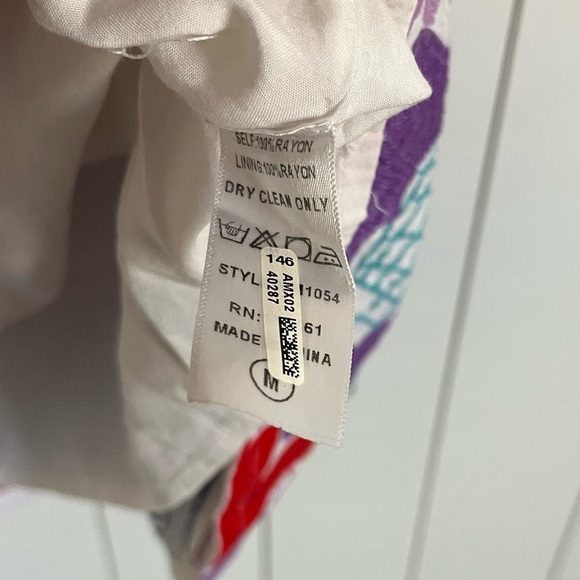 SELF:100%RAYON
LINING:100%RAYON
DRY CLEAN ONLY
146
AMX02
40287
STYL 1054
RN: 61
MADE INA
M